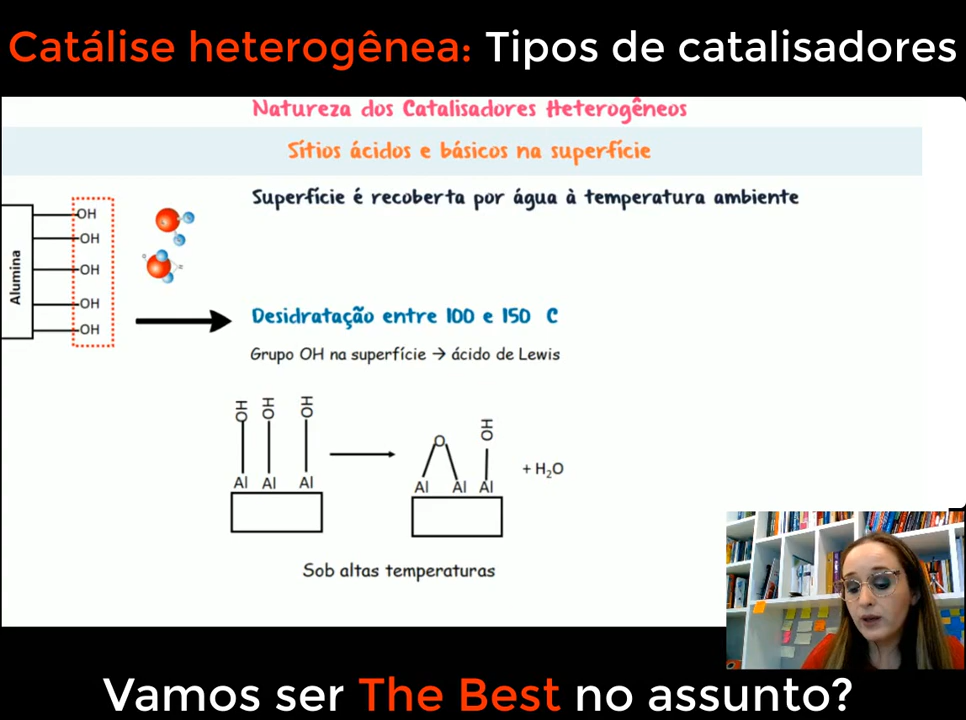 Catálise heterogênea: Tipos de catalisadores
Natureza dos Catalisadores Heterogêneos
Sítios ácidos e básicos na superfície
Superfície é recoberta por água à temperatura ambiente
Alumina
OH
OH
OH
OH
OH
Desidratação entre 100 e 150 C
Grupo OH na superfície → ácido de Lewis
OH OH OH
Al Al Al
O OH
Al Al Al
+ H₂O
Sob altas temperaturas
Vamos ser The Best no assunto?